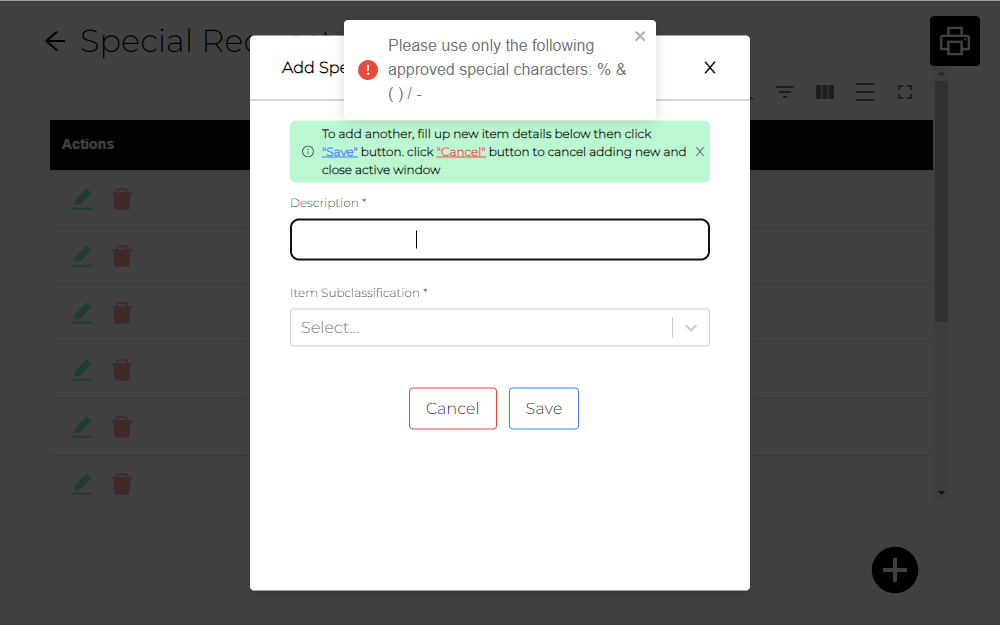 Special
Please use only the following
approved special characters: % &
( ) / -
Add Spe
X
To add another, fill up new item details below then click
"Save" button. click "Cancel" button to cancel adding new and
close active window
Actions
Description *
Item Subclassification *
Select...
Cancel
Save